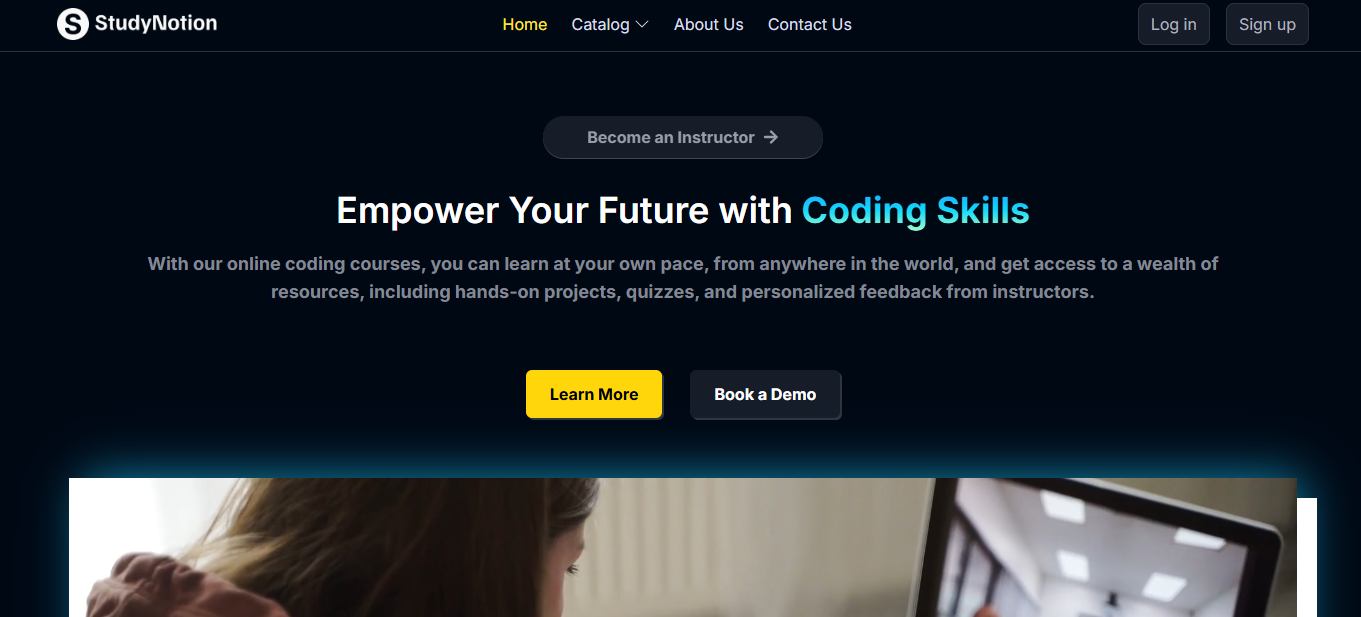 S StudyNotion
Home Catalog About Us Contact Us
Log in Sign up
Become an Instructor →
Empower Your Future with Coding Skills
With our online coding courses, you can learn at your own pace, from anywhere in the world, and get access to a wealth of
resources, including hands-on projects, quizzes, and personalized feedback from instructors.
Learn More Book a Demo